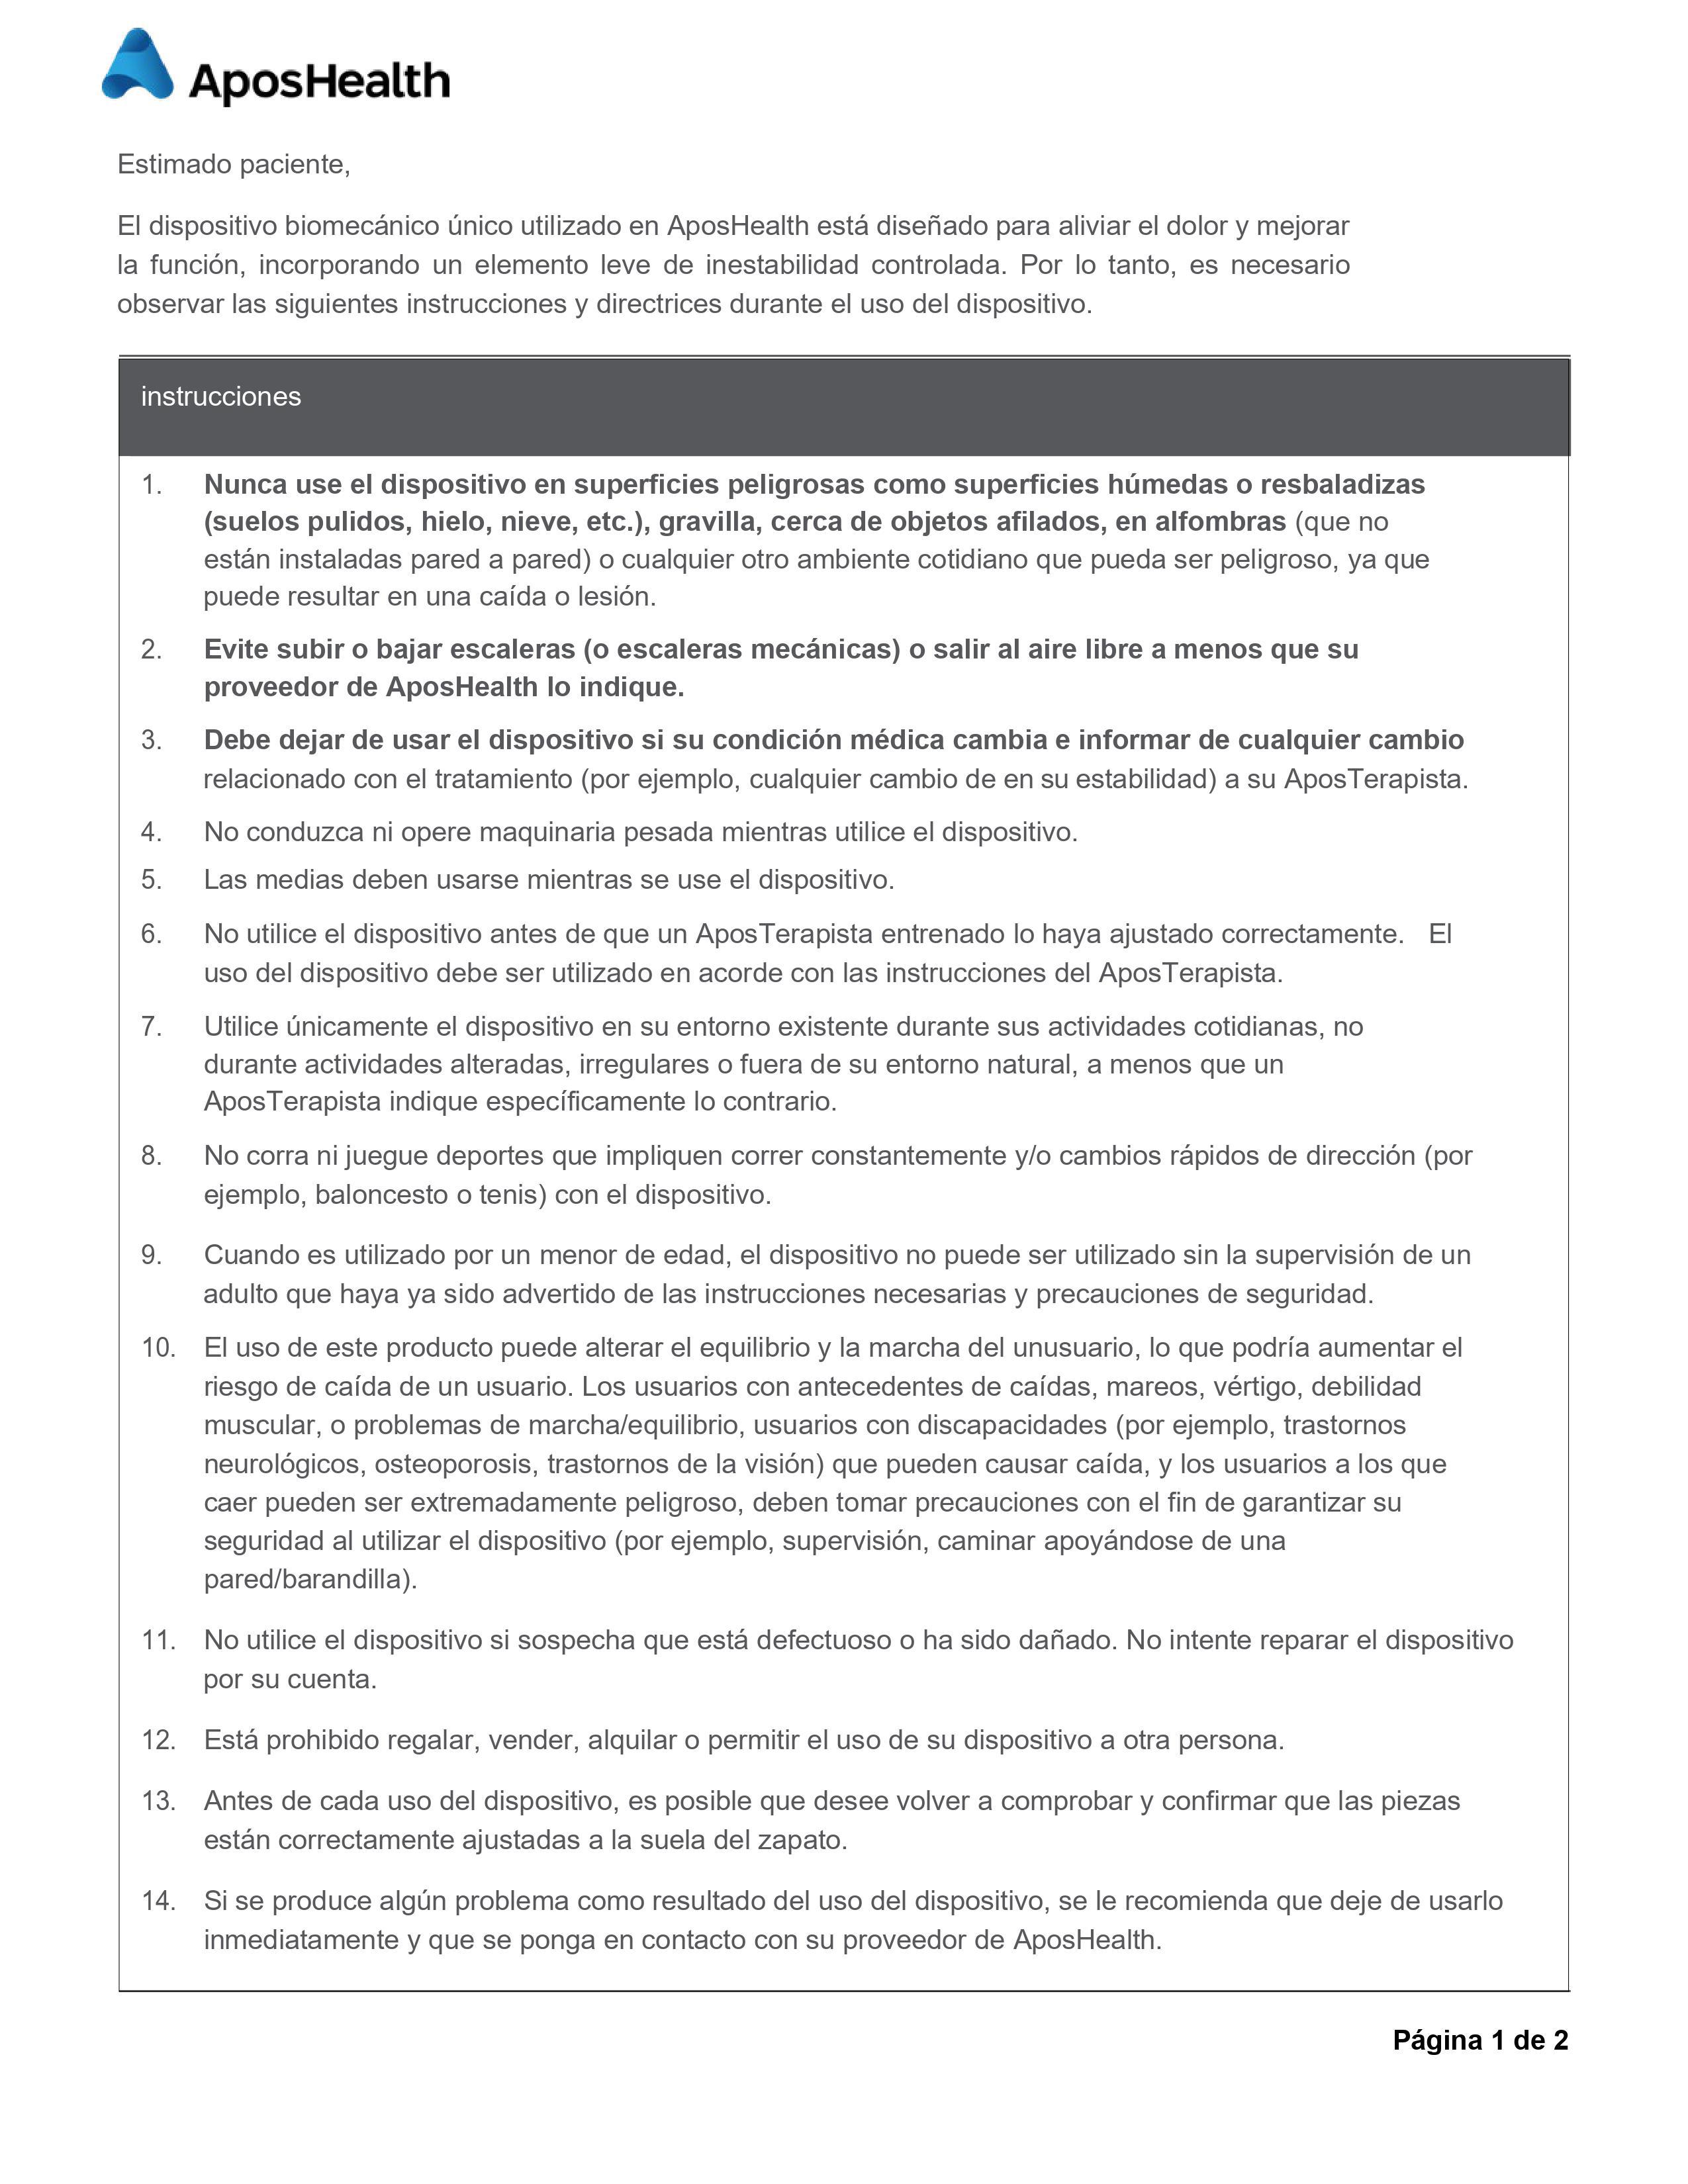 AposHealth
Estimado paciente,
El dispositivo biomecánico único utilizado en AposHealth está diseñado para aliviar el dolor y mejorar
la función, incorporando un elemento leve de inestabilidad controlada. Por lo tanto, es necesario
observar las siguientes instrucciones y directrices durante el uso del dispositivo.
instrucciones
1. Nunca use el dispositivo en superficies peligrosas como superficies húmedas o resbaladizas
(suelos pulidos, hielo, nieve, etc.), gravilla, cerca de objetos afilados, en alfombras (que no
están instaladas pared a pared) o cualquier otro ambiente cotidiano que pueda ser peligroso, ya que
puede resultar en una caída o lesión.
2. Evite subir o bajar escaleras (o escaleras mecánicas) o salir al aire libre a menos que su
proveedor de AposHealth lo indique.
3. Debe dejar de usar el dispositivo si su condición médica cambia e informar de cualquier cambio
relacionado con el tratamiento (por ejemplo, cualquier cambio de en su estabilidad) a su AposTerapista.
4. No conduzca ni opere maquinaria pesada mientras utilice el dispositivo.
5. Las medias deben usarse mientras se use el dispositivo.
6. No utilice el dispositivo antes de que un AposTerapista entrenado lo haya ajustado correctamente. El
uso del dispositivo debe ser utilizado en acorde con las instrucciones del AposTerapista.
7. Utilice únicamente el dispositivo en su entorno existente durante sus actividades cotidianas, no
durante actividades alteradas, irregulares o fuera de su entorno natural, a menos que un
AposTerapista indique específicamente lo contrario.
8. No corra ni juegue deportes que impliquen correr constantemente y/o cambios rápidos de dirección (por
ejemplo, baloncesto o tenis) con el dispositivo.
9. Cuando es utilizado por un menor de edad, el dispositivo no puede ser utilizado sin la supervisión de un
adulto que haya ya sido advertido de las instrucciones necesarias y precauciones de seguridad.
10. El uso de este producto puede alterar el equilibrio y la marcha del unusuario, lo que podría aumentar el
riesgo de caída de un usuario. Los usuarios con antecedentes de caídas, mareos, vértigo, debilidad
muscular, o problemas de marcha/equilibrio, usuarios con discapacidades (por ejemplo, trastornos
neurológicos, osteoporosis, trastornos de la visión) que pueden causar caída, y los usuarios a los que
caer pueden ser extremadamente peligroso, deben tomar precauciones con el fin de garantizar su
seguridad al utilizar el dispositivo (por ejemplo, supervisión, caminar apoyándose de una
pared/barandilla).
11. No utilice el dispositivo si sospecha que está defectuoso o ha sido dañado. No intente reparar el dispositivo
por su cuenta.
12. Está prohibido regalar, vender, alquilar o permitir el uso de su dispositivo a otra persona.
13. Antes de cada uso del dispositivo, es posible que desee volver a comprobar y confirmar que las piezas
están correctamente ajustadas a la suela del zapato.
14. Si se produce algún problema como resultado del uso del dispositivo, se le recomienda que deje de usarlo
inmediatamente y que se ponga en contacto con su proveedor de AposHealth.
Página 1 de 2